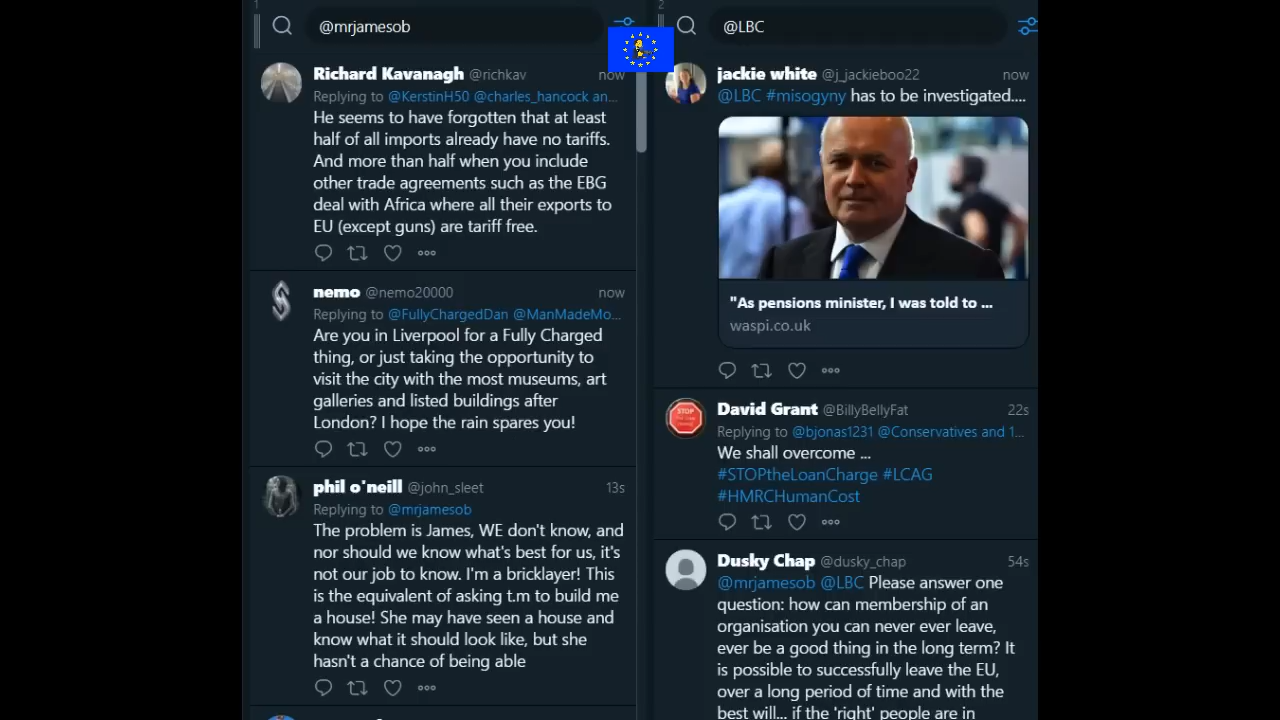 1
@mrjamesob
Richard Kavanagh @richkav now
Replying to @KerstinH50 @charles_hancock an...
He seems to have forgotten that at least
half of all imports already have no tariffs.
And more than half when you include
other trade agreements such as the EBG
deal with Africa where all their exports to
EU (except guns) are tariff free.
nemo @nemo20000 now
Replying to @FullyChargedDan @ManMadeMo...
Are you in Liverpool for a Fully Charged
thing, or just taking the opportunity to
visit the city with the most museums, art
galleries and listed buildings after
London? I hope the rain spares you!
phil o'neill @john_sleet 13s
Replying to @mrjamesob
The problem is James, WE don't know, and
nor should we know what's best for us, it's
not our job to know. I'm a bricklayer! This
is the equivalent of asking t.m to build me
a house! She may have seen a house and
know what it should look like, but she
hasn't a chance of being able
2
@LBC
jackie white @j_jackieboo22 now
@LBC #misogyny has to be investigated....
"As pensions minister, I was told to ...
waspi.co.uk
David Grant @BillyBellyFat 22s
Replying to @bjonas1231 @Conservatives and 1...
We shall overcome ...
#STOPtheLoanCharge #LCAG
#HMRCHumanCost
STOP
Dusky Chap @dusky_chap 54s
@mrjamesob @LBC Please answer one
question: how can membership of an
organisation you can never ever leave,
ever be a good thing in the long term? It
is possible to successfully leave the EU,
over a long period of time and with the
best will... if the 'right' people are in